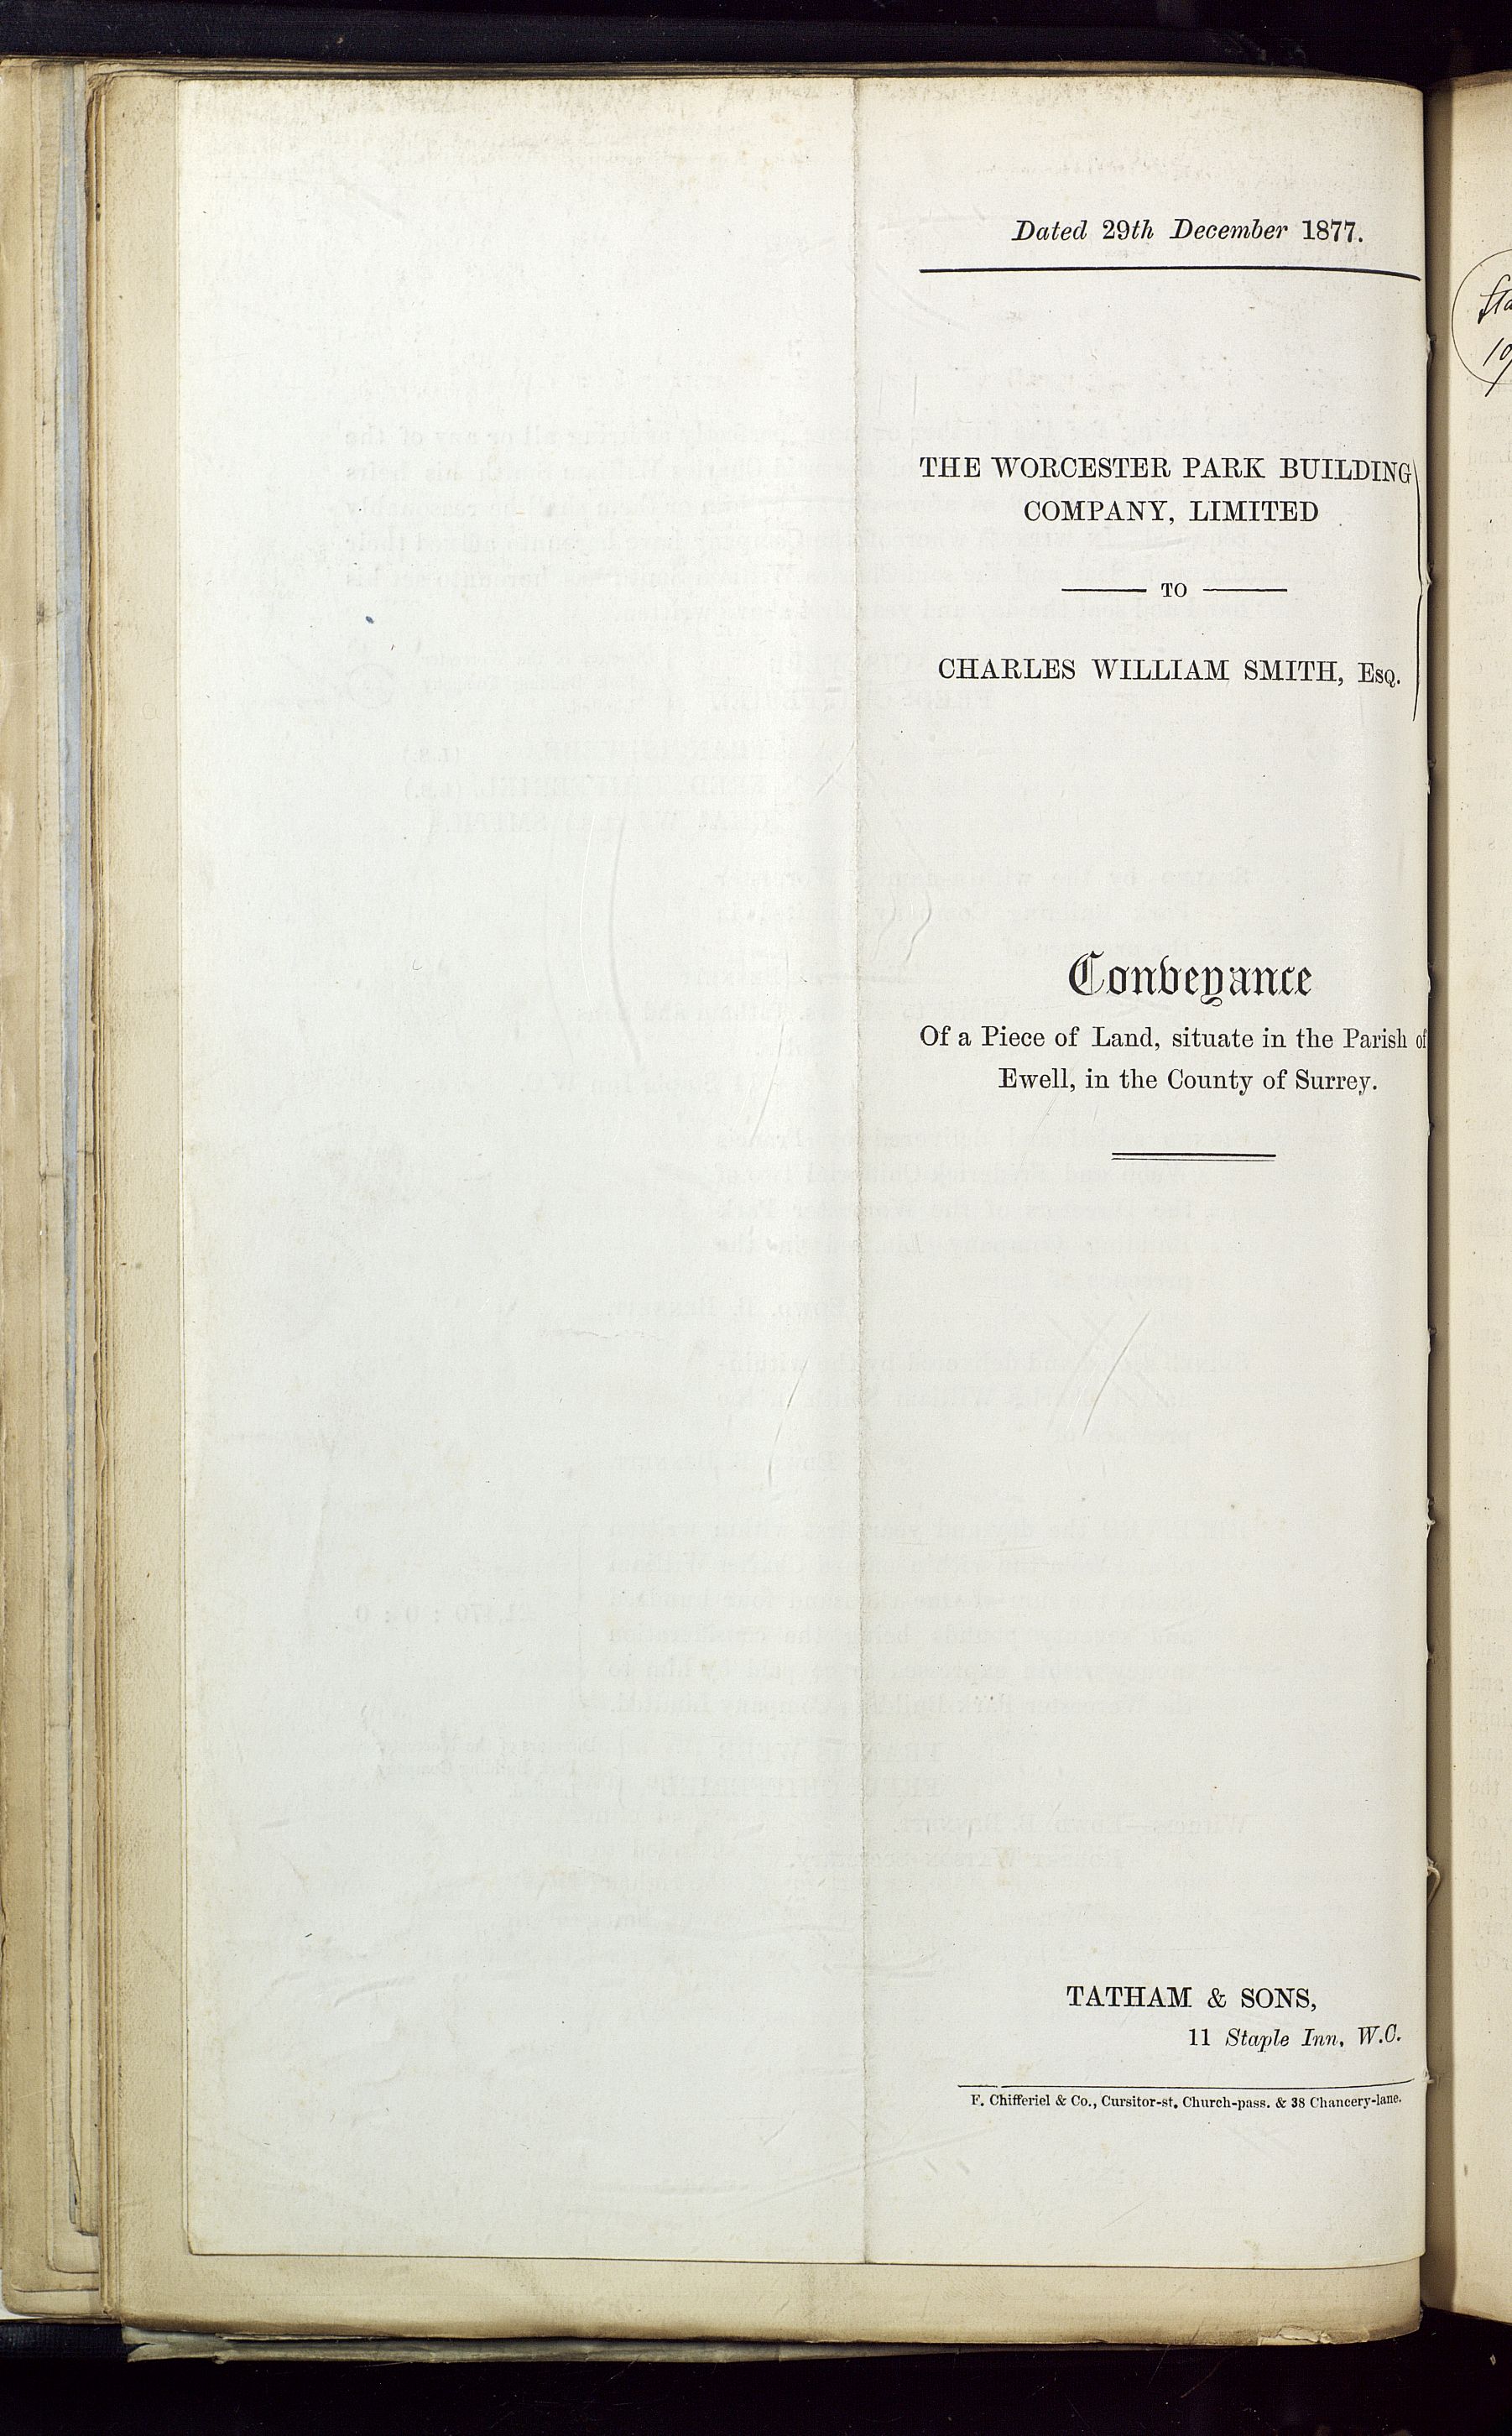 Dated 29th December 1877.
THE WORCESTER PARK BUILDING
COMPANY, LIMITED
TO
CHARLES WILLIAM SMITH, Esq.
Conveyance
Of a Piece of Land, situate in the Parish of
Ewell, in the County of Surrey.
TATHAM & SONS,
11 Staple Inn, W.C.
F. Chifferiel & Co., Cursitor-st, Church-pass. & 38 Chancery-lane.